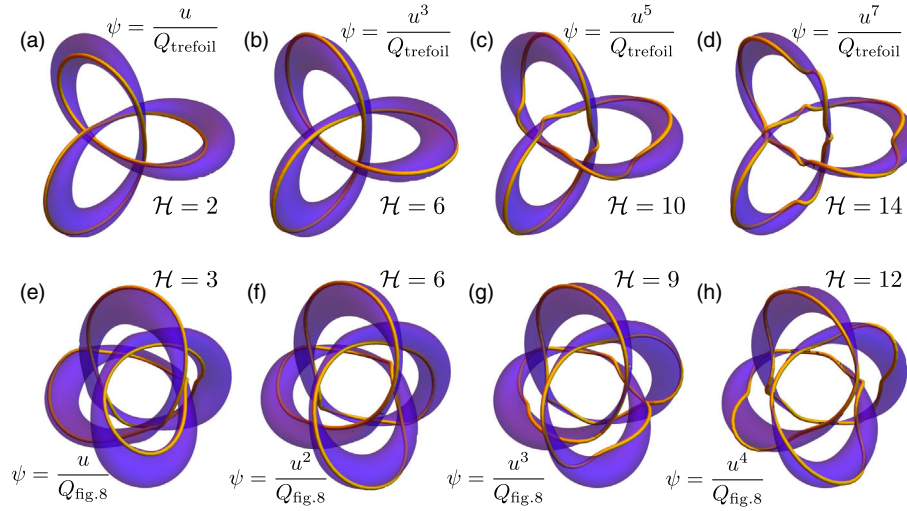 (a) ψ = u / Q_trefoil
(b) ψ = u^3 / Q_trefoil
(c) ψ = u^5 / Q_trefoil
(d) ψ = u^7 / Q_trefoil
ℋ = 2
ℋ = 6
ℋ = 10
ℋ = 14
(e) ℋ = 3
(f) ℋ = 6
(g) ℋ = 9
(h) ℋ = 12
ψ = u / Q_fig.8
ψ = u^2 / Q_fig.8
ψ = u^3 / Q_fig.8
ψ = u^4 / Q_fig.8